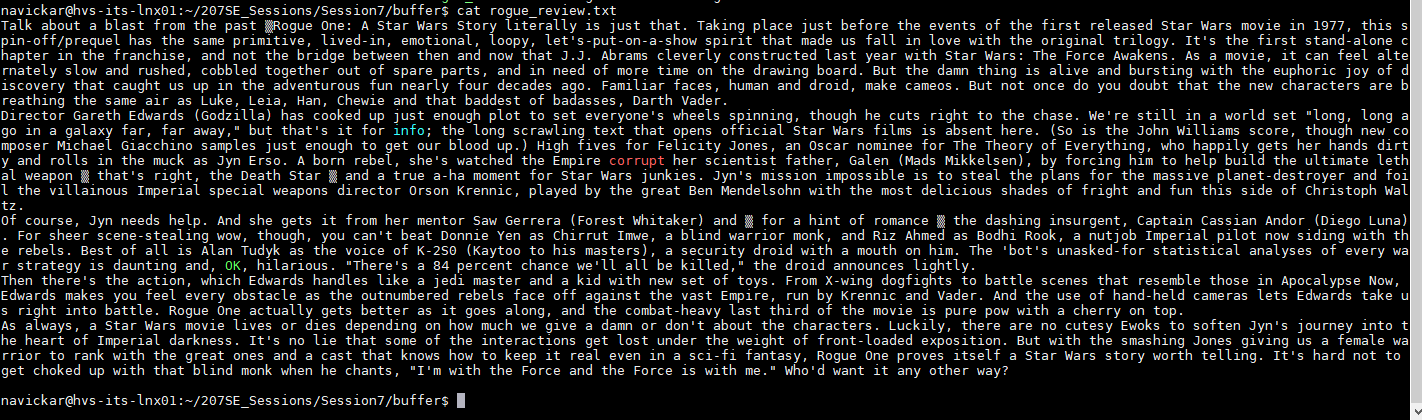 navickar@hvs-its-lnx01:~/207SE_Sessions/Session7/buffer$ cat rogue_review.txt
Talk about a blast from the past ▒Rogue One: A Star Wars Story literally is just that. Taking place just before the events of the first released Star Wars movie in 1977, this s
pin-off/prequel has the same primitive, lived-in, emotional, loopy, let's-put-on-a-show spirit that made us fall in love with the original trilogy. It's the first stand-alone c
hapter in the franchise, and not the bridge between then and now that J.J. Abrams cleverly constructed last year with Star Wars: The Force Awakens. As a movie, it can feel alte
rnately slow and rushed, cobbled together out of spare parts, and in need of more time on the drawing board. But the damn thing is alive and bursting with the euphoric joy of d
iscovery that caught us up in the adventurous fun nearly four decades ago. Familiar faces, human and droid, make cameos. But not once do you doubt that the new characters are b
reathing the same air as Luke, Leia, Han, Chewie and that baddest of badasses, Darth Vader.
Director Gareth Edwards (Godzilla) has cooked up just enough plot to set everyone's wheels spinning, though he cuts right to the chase. We're still in a world set "long, long a
go in a galaxy far, far away," but that's it for info; the long scrawling text that opens official Star Wars films is absent here. (So is the John Williams score, though new co
mposer Michael Giacchino samples just enough to get our blood up.) High fives for Felicity Jones, an Oscar nominee for The Theory of Everything, who happily gets her hands dirt
y and rolls in the muck as Jyn Erso. A born rebel, she's watched the Empire corrupt her scientist father, Galen (Mads Mikkelsen), by forcing him to help build the ultimate leth
al weapon ▒ that's right, the Death Star ▒ and a true a-ha moment for Star Wars junkies. Jyn's mission impossible is to steal the plans for the massive planet-destroyer and foi
l the villainous Imperial special weapons director Orson Krennic, played by the great Ben Mendelsohn with the most delicious shades of fright and fun this side of Christoph Wal
tz.
Of course, Jyn needs help. And she gets it from her mentor Saw Gerrera (Forest Whitaker) and ▒ for a hint of romance ▒ the dashing insurgent, Captain Cassian Andor (Diego Luna)
. For sheer scene-stealing wow, though, you can't beat Donnie Yen as Chirrut Imwe, a blind warrior monk, and Riz Ahmed as Bodhi Rook, a nutjob Imperial pilot now siding with th
e rebels. Best of all is Alan Tudyk as the voice of K-2S0 (Kaytoo to his masters), a security droid with a mouth on him. The 'bot's unasked-for statistical analyses of every wa
r strategy is daunting and, OK, hilarious. "There's a 84 percent chance we'll all be killed," the droid announces lightly.
Then there's the action, which Edwards handles like a jedi master and a kid with new set of toys. From X-wing dogfights to battle scenes that resemble those in Apocalypse Now,
Edwards makes you feel every obstacle as the outnumbered rebels face off against the vast Empire, run by Krennic and Vader. And the use of hand-held cameras lets Edwards take u
s right into battle. Rogue One actually gets better as it goes along, and the combat-heavy last third of the movie is pure pow with a cherry on top.
As always, a Star Wars movie lives or dies depending on how much we give a damn or don't about the characters. Luckily, there are no cutesy Ewoks to soften Jyn's journey into t
he heart of Imperial darkness. It's no lie that some of the interactions get lost under the weight of front-loaded exposition. But with the smashing Jones giving us a female wa
rrior to rank with the great ones and a cast that knows how to keep it real even in a sci-fi fantasy, Rogue One proves itself a Star Wars story worth telling. It's hard not to
get choked up with that blind monk when he chants, "I'm with the Force and the Force is with me." Who'd want it any other way?
navickar@hvs-its-lnx01:~/207SE_Sessions/Session7/buffer$